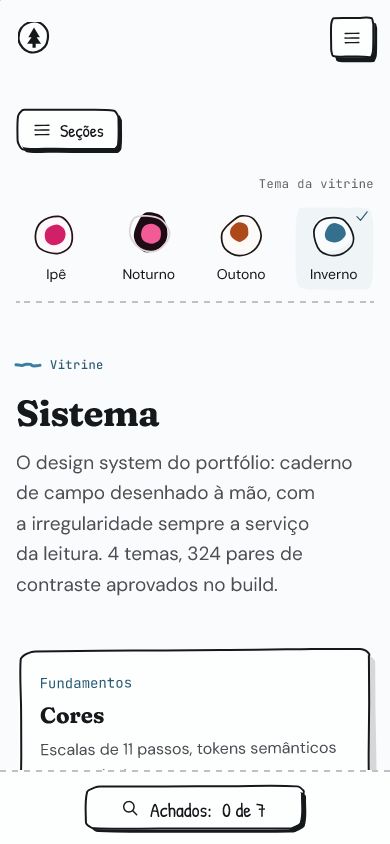 Seções
Tema da vitrine
Ipê
Noturno
Outono
Inverno
Vitrine
Sistema
O design system do portfólio: caderno
de campo desenhado à mão, com
a irregularidade sempre a serviço
da leitura. 4 temas, 324 pares de
contraste aprovados no build.
Fundamentos
Cores
Escalas de 11 passos, tokens semânticos
Achados: 0 de 7